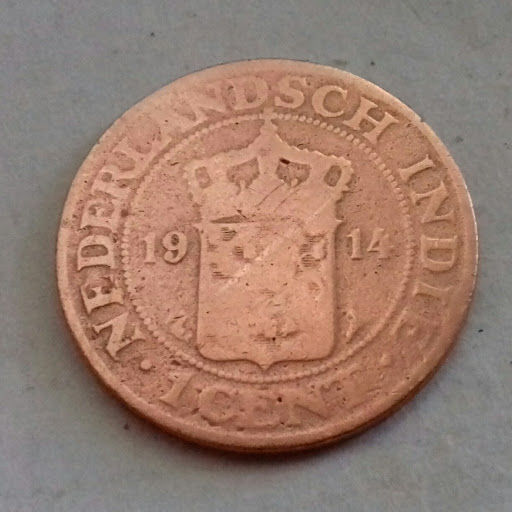 NEDERLANDSCH INDIE
19 14
· 1 CENT ·